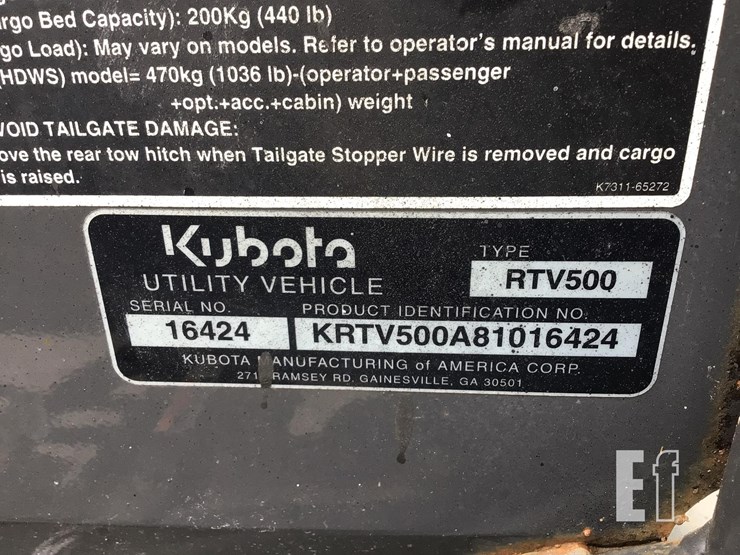 rgo Bed Capacity): 200Kg (440 lb)
go Load): May vary on models. Refer to operator's manual for details.
HDWS) model= 470kg (1036 lb)-(operator+passenger
+opt.+acc.+cabin) weight
VOID TAILGATE DAMAGE:
ove the rear tow hitch when Tailgate Stopper Wire is removed and cargo
is raised.
K7311-65272
Kubota
UTILITY VEHICLE
TYPE
RTV500
SERIAL NO.
PRODUCT IDENTIFICATION NO.
16424
KRTV500A81016424
KUBOTA MANUFACTURING of AMERICA CORP.
271 RAMSEY RD. GAINESVILLE, GA 30501
Ef